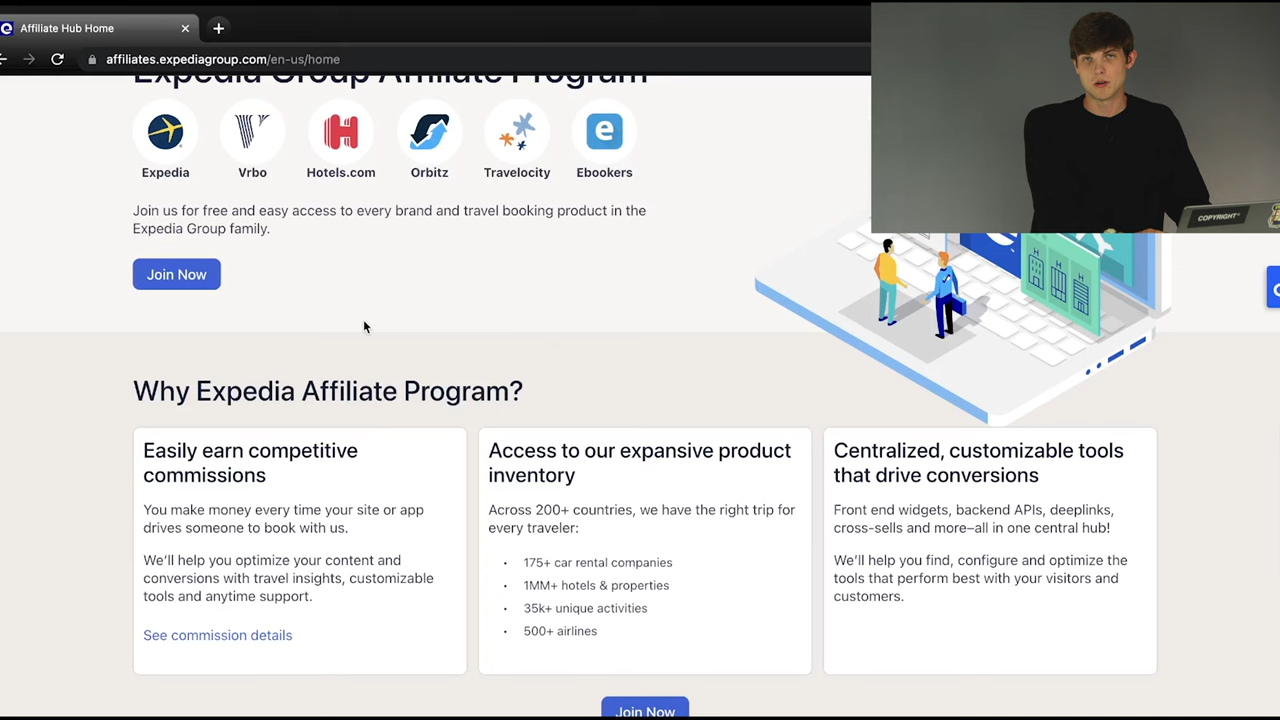 Affiliate Hub Home
affiliates.expediagroup.com/en-us/home
Expedia Group Affiliate Program
Expedia
Vrbo
Hotels.com
Orbitz
Travelocity
Ebookers
Join us for free and easy access to every brand and travel booking product in the
Expedia Group family.
Join Now
COPYRIGHT
Why Expedia Affiliate Program?
Easily earn competitive
commissions
You make money every time your site or app
drives someone to book with us.
We'll help you optimize your content and
conversions with travel insights, customizable
tools and anytime support.
See commission details
Access to our expansive product
inventory
Across 200+ countries, we have the right trip for
every traveler:
• 175+ car rental companies
• 1MM+ hotels & properties
• 35k+ unique activities
• 500+ airlines
Centralized, customizable tools
that drive conversions
Front end widgets, backend APIs, deeplinks,
cross-sells and more–all in one central hub!
We'll help you find, configure and optimize the
tools that perform best with your visitors and
customers.
Join Now